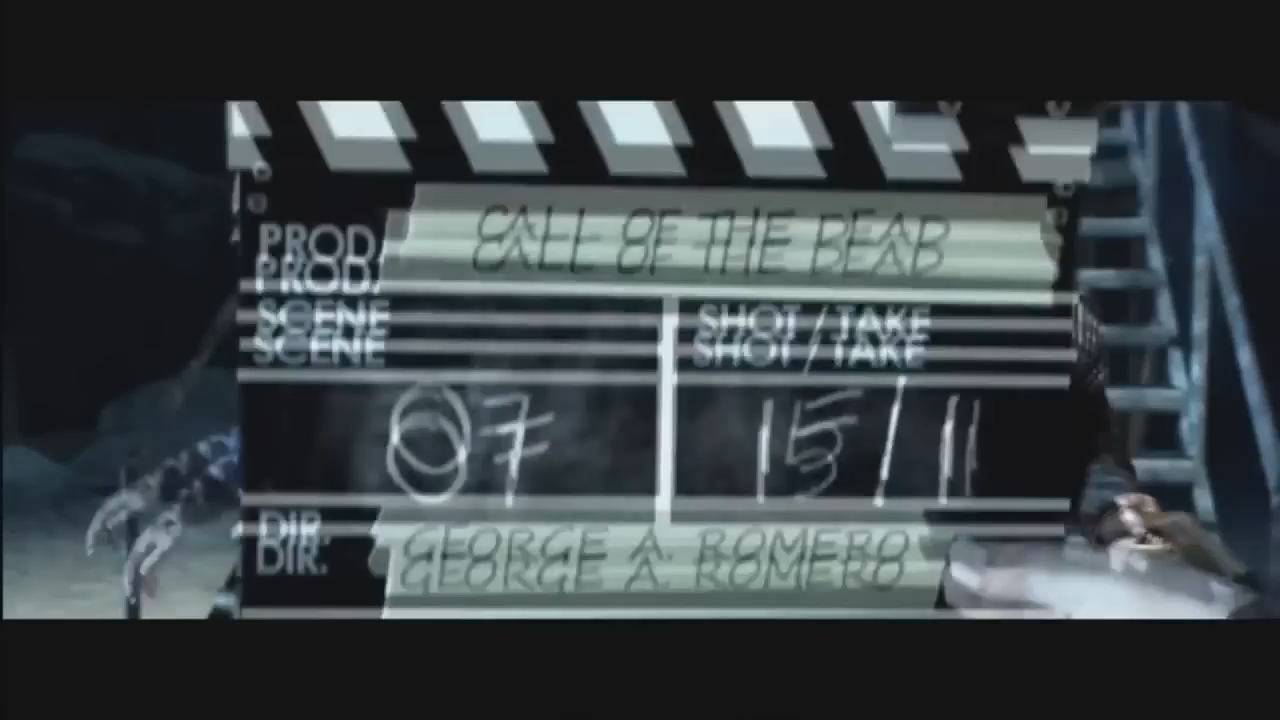 CALL OF THE DEAD
PROD.
SCENE
SHOT / TAKE
07
15 / 11
DIR.
GEORGE A. ROMERO